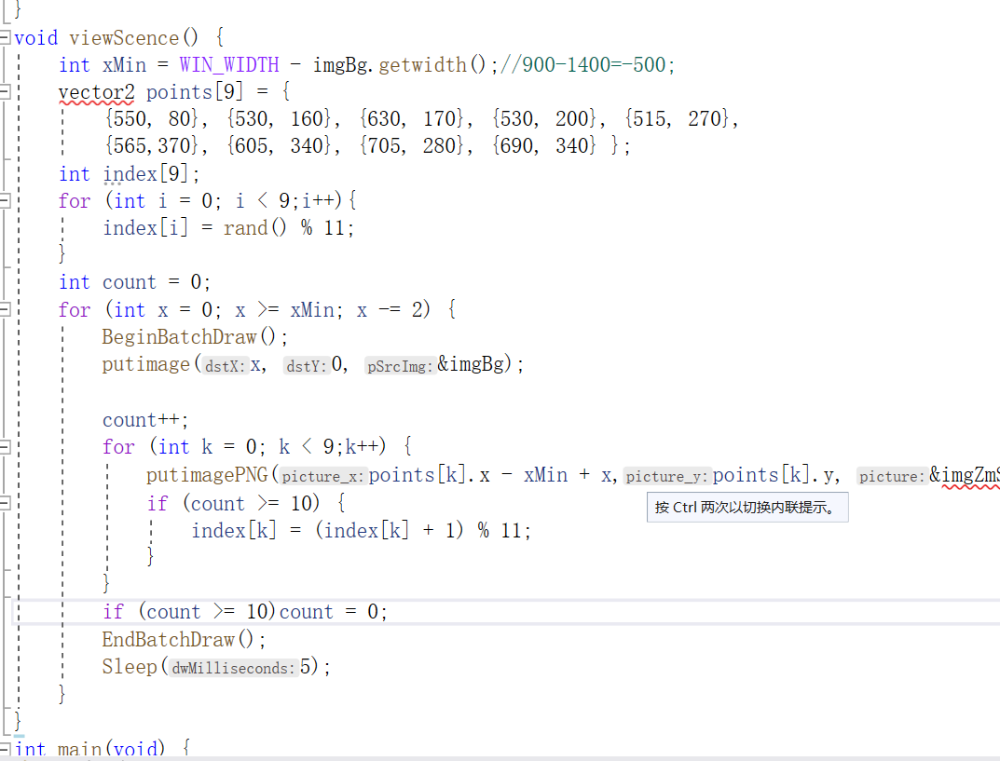 }
void viewScence() {
int xMin = WIN_WIDTH - imgBg.getwidth();//900-1400=-500;
vector2 points[9] = {
{550, 80}, {530, 160}, {630, 170}, {530, 200}, {515, 270},
{565,370}, {605, 340}, {705, 280}, {690, 340} };
int index[9];
for (int i = 0; i < 9;i++){
index[i] = rand() % 11;
}
int count = 0;
for (int x = 0; x >= xMin; x -= 2) {
BeginBatchDraw();
putimage(dstX:x, dstY:0, pSrcImg:&imgBg);
count++;
for (int k = 0; k < 9;k++) {
putimagePNG(picture_x:points[k].x - xMin + x,picture_y:points[k].y, picture:&imgZmS
if (count >= 10) {
按 Ctrl 两次以切换内联提示。
index[k] = (index[k] + 1) % 11;
}
}
if (count >= 10)count = 0;
EndBatchDraw();
Sleep(dwMilliseconds:5);
}
}
int main(void) {